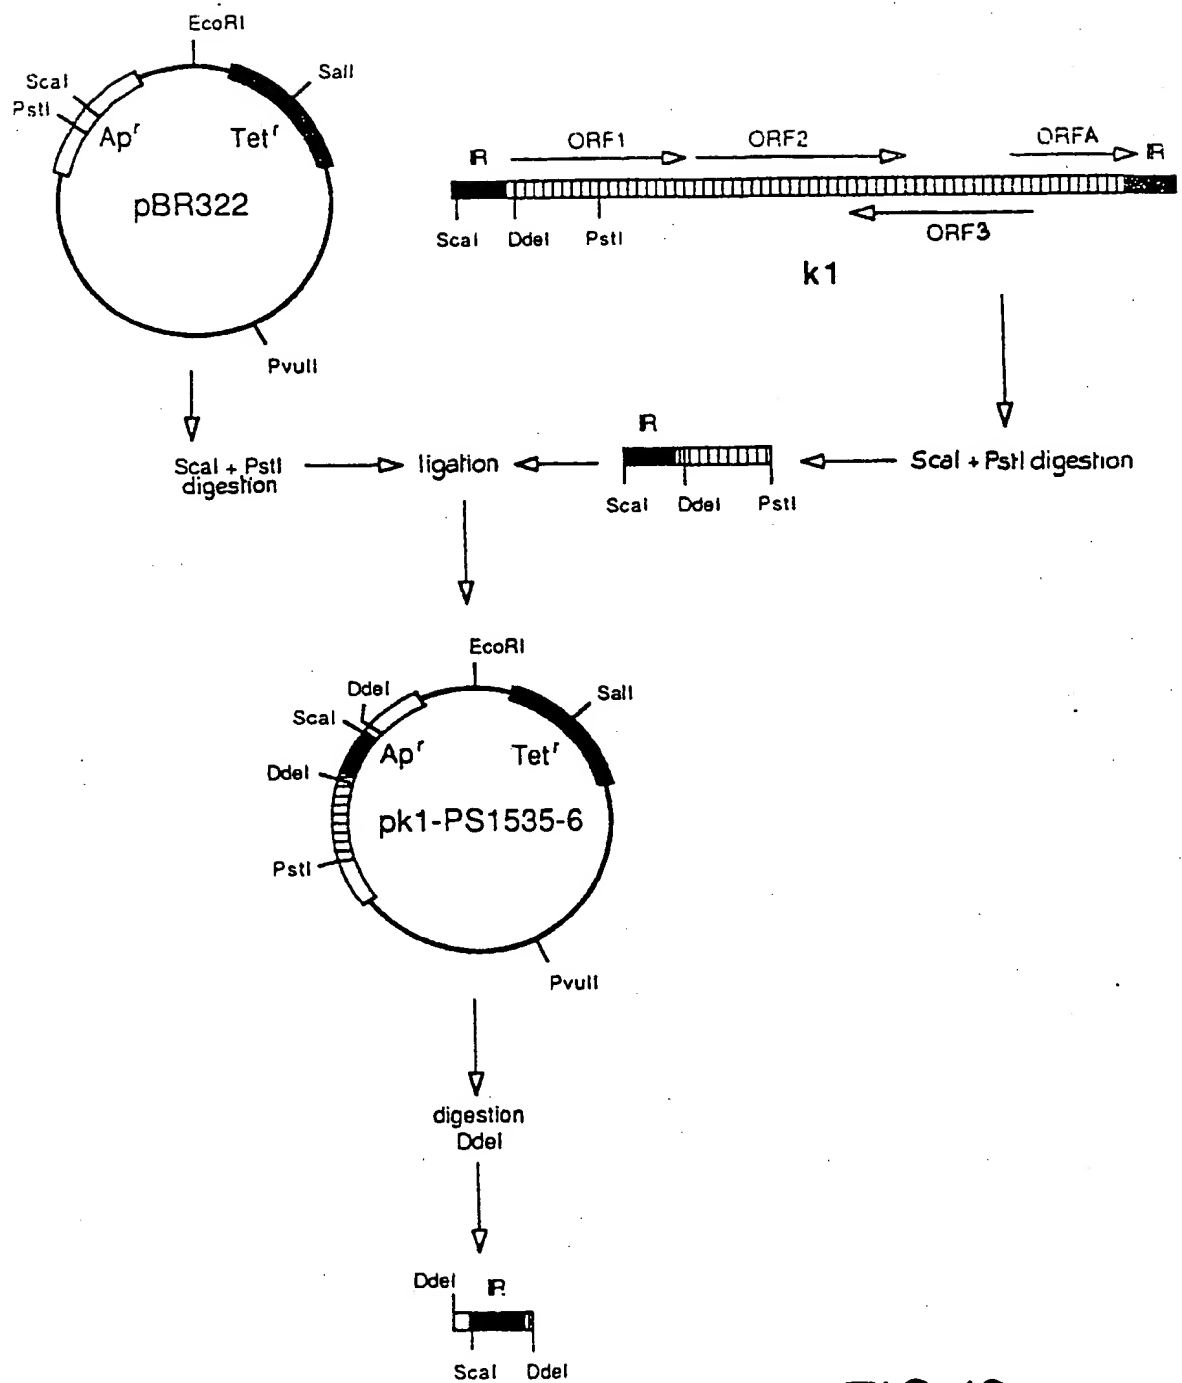 EcoRI
ScaI
SalI
PstI
Apʳ
Tetʳ
pBR322
PvuII
IR
ORF1
ORF2
ORFA
IR
ScaI
DdeI
PstI
ORF3
k1
ScaI + PstI
digestion
ligation
IR
ScaI
DdeI
PstI
ScaI + PstI digestion
EcoRI
DdeI
SalI
ScaI
Apʳ
Tetʳ
DdeI
pk1-PS1535-6
PstI
PvuII
digestion
DdeI
DdeI
IR
ScaI
DdeI